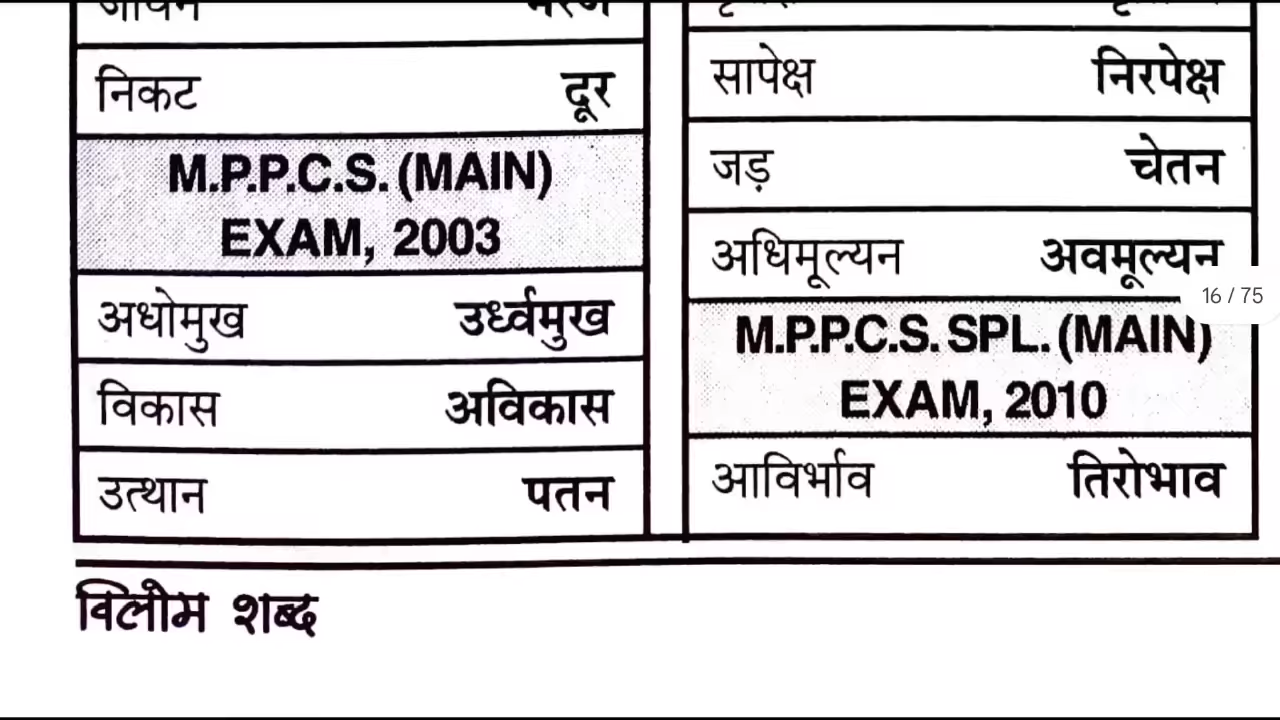 निकट दूर
M.P.P.C.S. (MAIN)
EXAM, 2003
अधोमुख उर्ध्वमुख
विकास अविकास
उत्थान पतन
सापेक्ष निरपेक्ष
जड़ चेतन
अधिमूल्यन अवमूल्यन
16 / 75
M.P.P.C.S. SPL. (MAIN)
EXAM, 2010
आविर्भाव तिरोभाव
विलोम शब्द